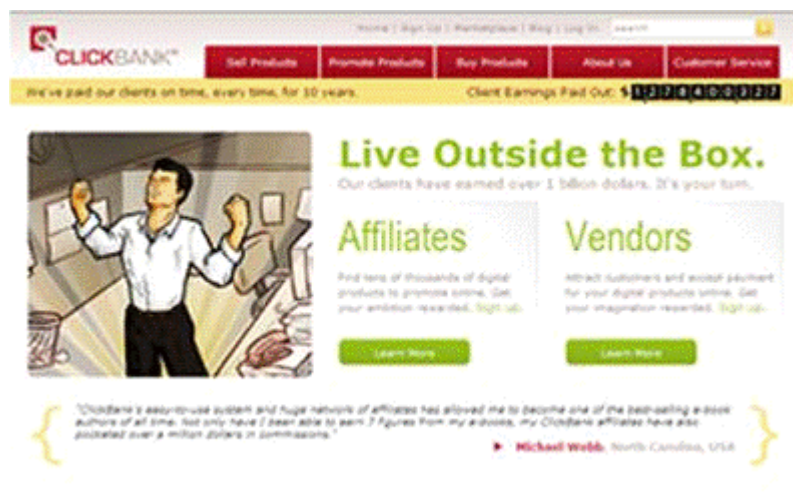 Home | Sign Up | Marketplace | Blog | Log In search
CLICKBANK™
Sell Products Promote Products Buy Products About Us Customer Service
We've paid our clients on time, every time, for 10 years. Client Earnings Paid Out: $1278400227
Live Outside the Box.
Our clients have earned over 1 billion dollars. It's your turn.
Affiliates
Find tens of thousands of digital
products to promote online. Get
your ambition rewarded. Sign up.
Learn More
Vendors
Attract customers and accept payment
for your digital products online. Get
your imagination rewarded. Sign up.
Learn More
"ClickBank's easy-to-use system and huge network of affiliates has allowed me to become one of the best-selling e-book
authors of all time. Not only have I been able to earn 7 figures from my e-books, my ClickBank affiliates have also
pocketed over a million dollars in commissions."
Michael Webb, North Carolina, USA